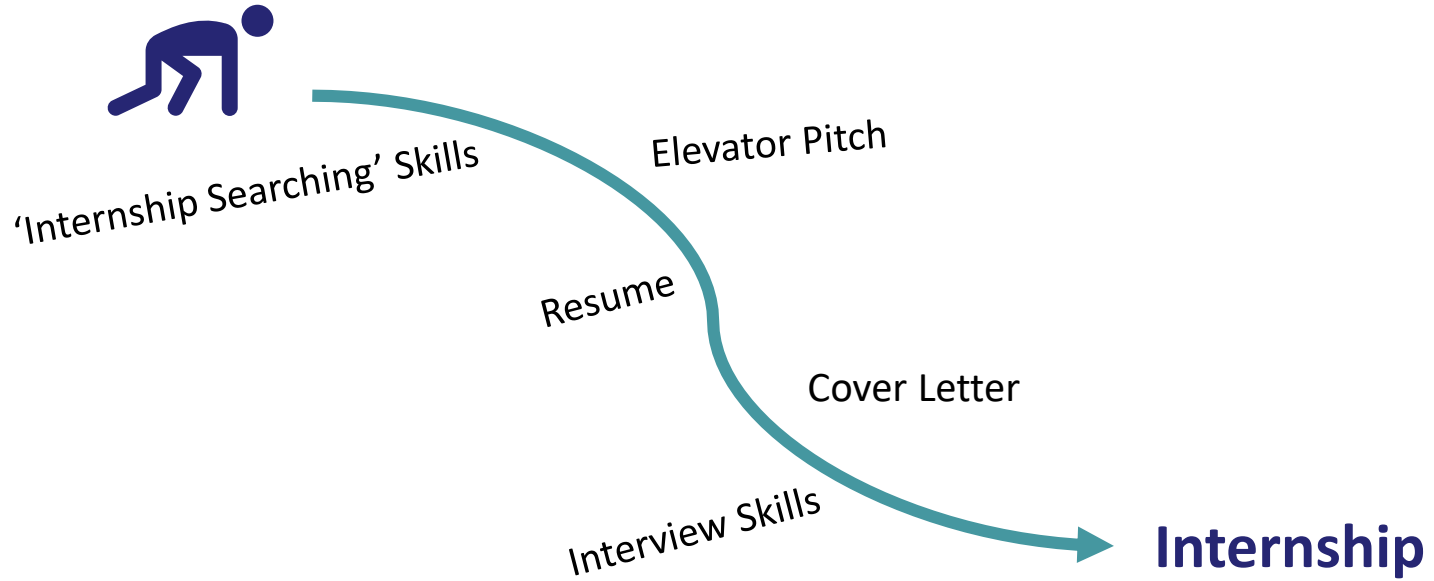 ‘Internship Searching’ Skills
Elevator Pitch
Resume
Cover Letter
Interview Skills
Internship